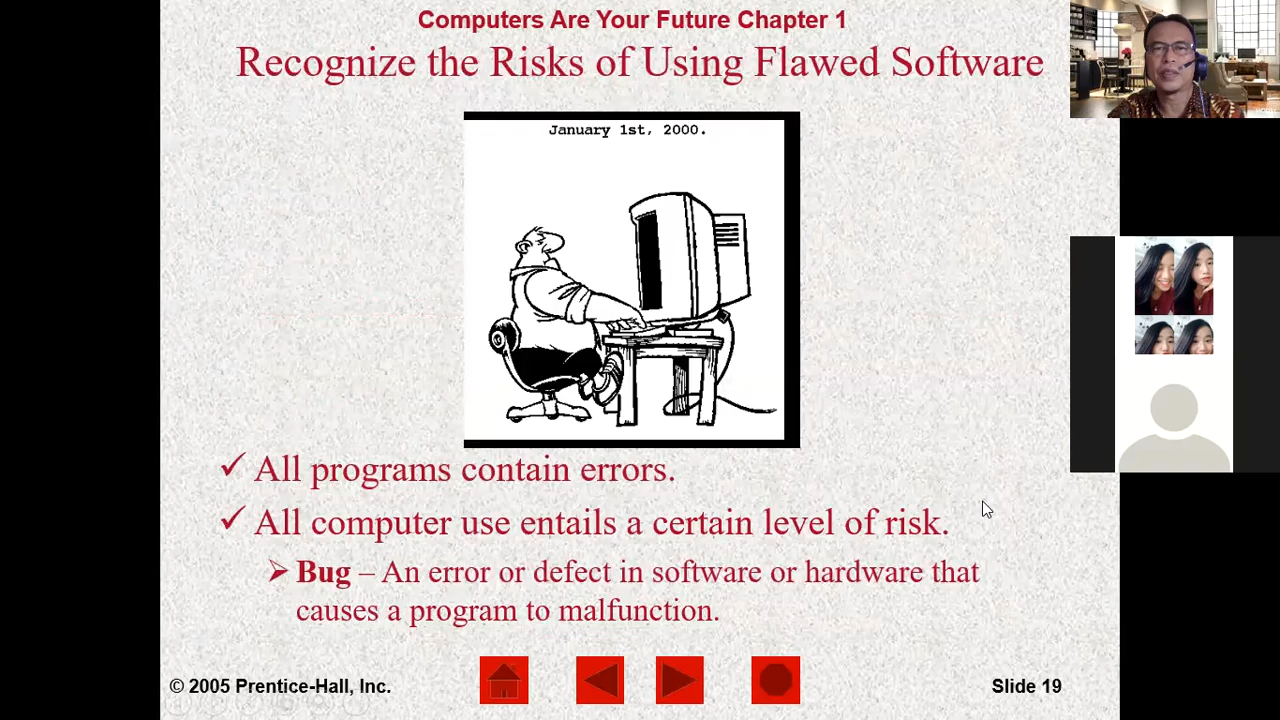 Computers Are Your Future Chapter 1
Recognize the Risks of Using Flawed Software
January 1st, 2000.
✓ All programs contain errors.
✓ All computer use entails a certain level of risk.
➢ Bug – An error or defect in software or hardware that
causes a program to malfunction.
© 2005 Prentice-Hall, Inc.
Slide 19